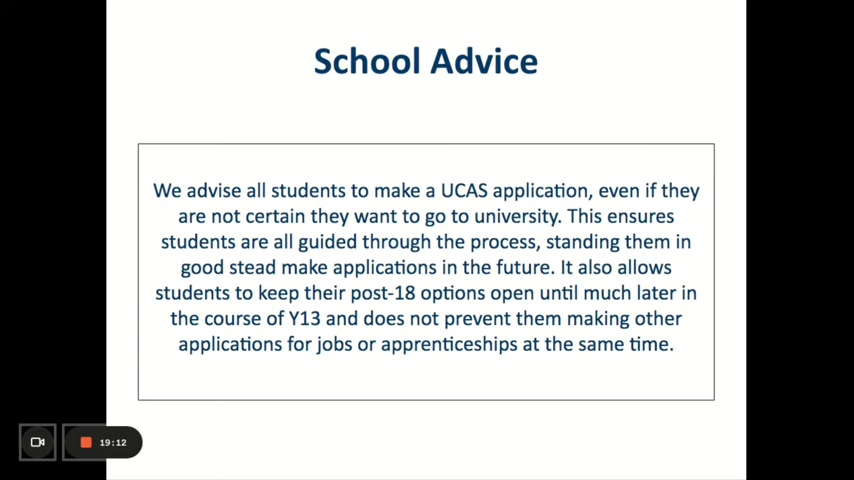 School Advice
We advise all students to make a UCAS application, even if they
are not certain they want to go to university. This ensures
students are all guided through the process, standing them in
good stead make applications in the future. It also allows
students to keep their post-18 options open until much later in
the course of Y13 and does not prevent them making other
applications for jobs or apprenticeships at the same time.
19:12